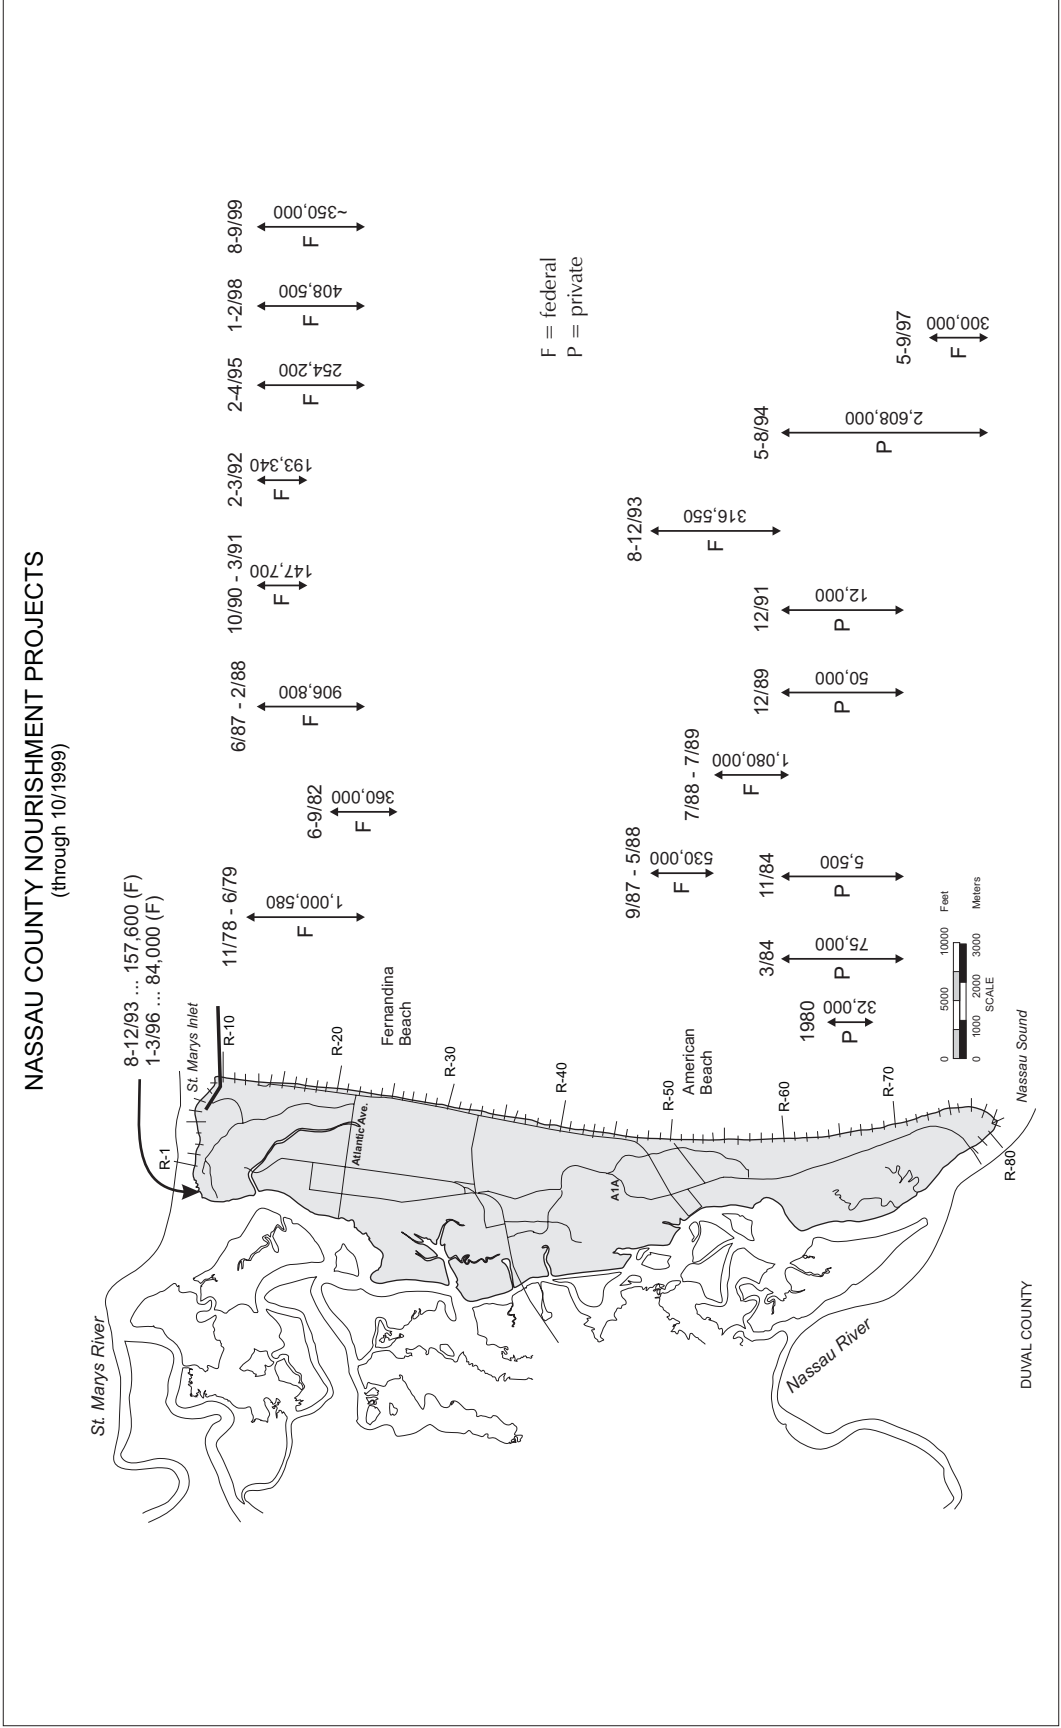 NASSAU COUNTY NOURISHMENT PROJECTS
(through 10/1999)
8-12/93 ... 157,600 (F)
1-3/96 ... 84,000 (F)
St. Marys River
St. Marys Inlet
R-1
R-10
R-20
R-30
R-40
R-50
R-60
R-70
R-80
Atlantic Ave.
A1A
Fernandina
Beach
American
Beach
Nassau Sound
Nassau River
DUVAL COUNTY
11/78 - 6/79
1,000,580
F
6-9/82
360,000
F
6/87 - 2/88
906,800
F
10/90 - 3/91
147,700
F
2-3/92
193,340
F
2-4/95
254,200
F
1-2/98
408,500
F
8-9/99
~350,000
F
F = federal
P = private
1980
32,000
P
3/84
75,000
P
11/84
5,500
P
9/87 - 5/88
530,000
F
7/88 - 7/89
1,080,000
F
12/89
50,000
P
12/91
12,000
P
8-12/93
316,550
F
5-8/94
2,608,000
P
5-9/97
300,000
F
0 5000 10000 Feet
0 1000 2000 3000 Meters
SCALE